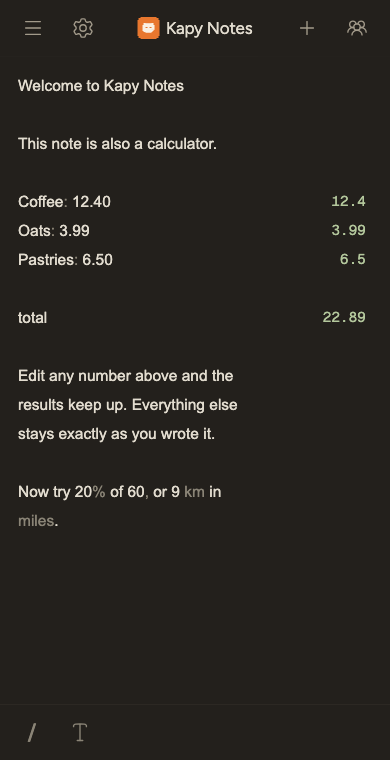 Kapy Notes
Welcome to Kapy Notes
This note is also a calculator.
Coffee: 12.40 12.4
Oats: 3.99 3.99
Pastries: 6.50 6.5
total 22.89
Edit any number above and the
results keep up. Everything else
stays exactly as you wrote it.
Now try 20% of 60, or 9 km in
miles.
/ T